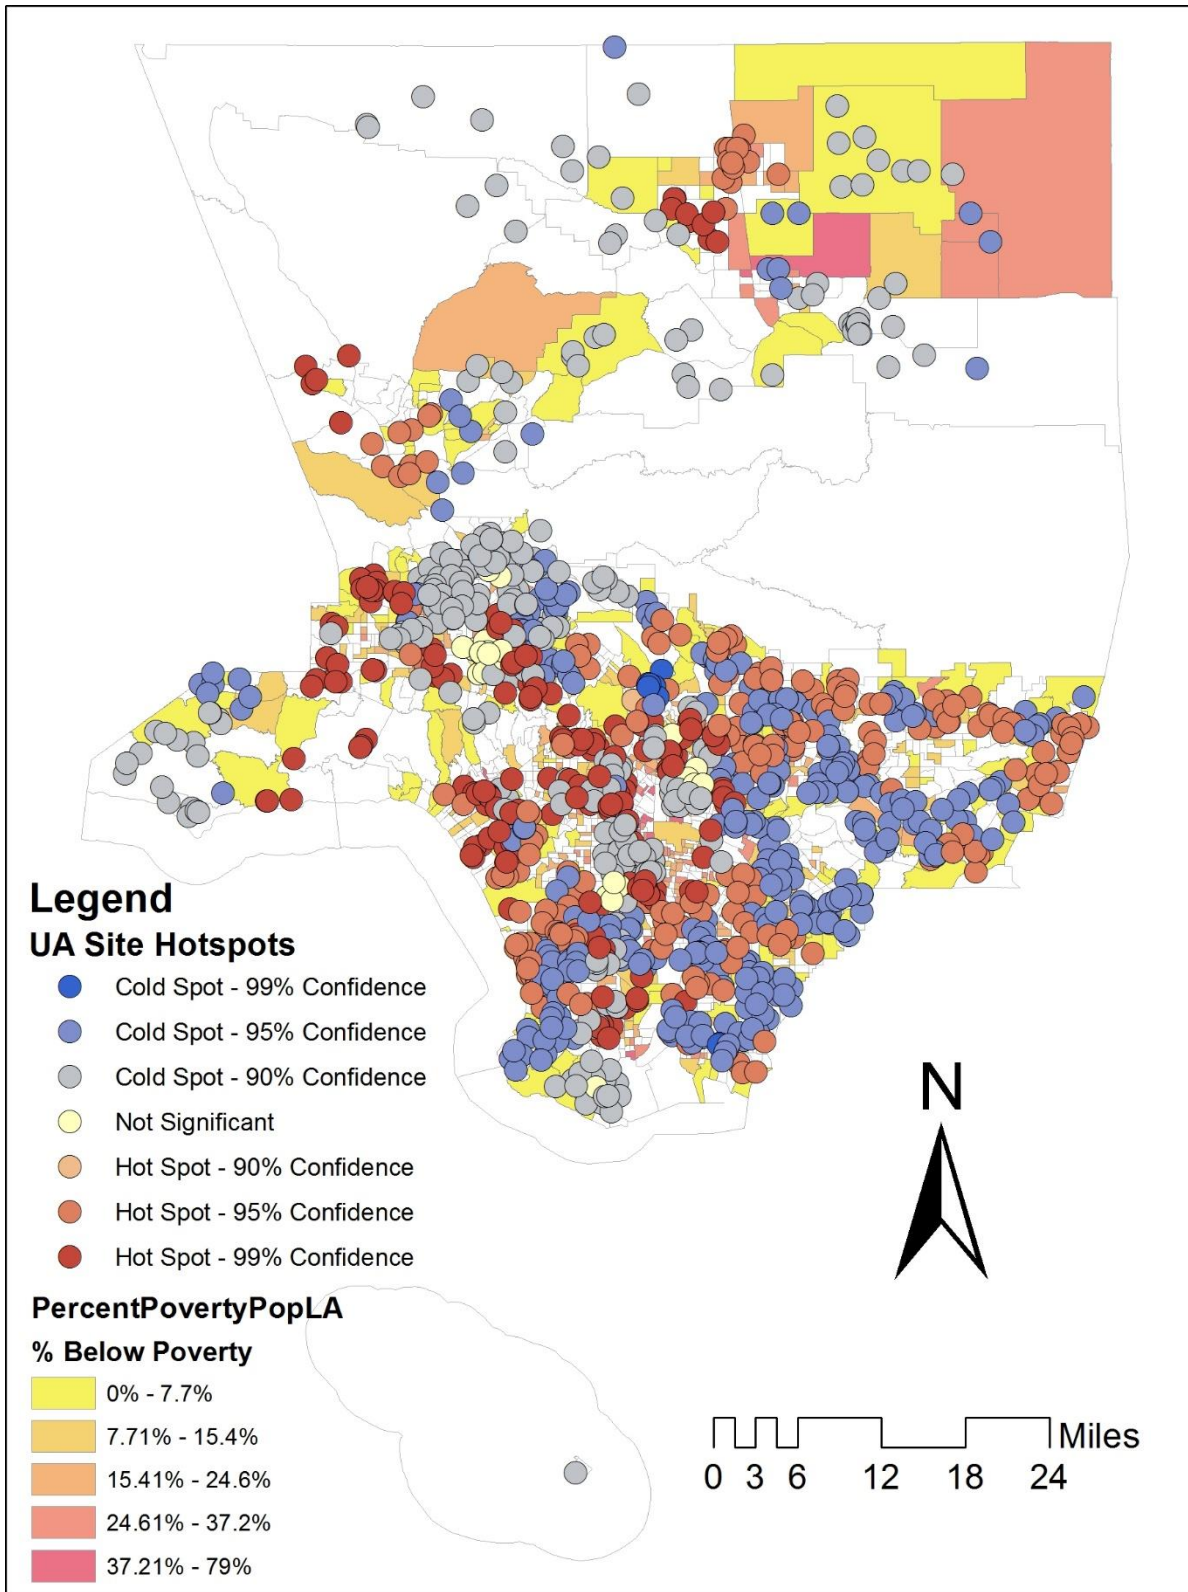 Legend
UA Site Hotspots
Cold Spot - 99% Confidence
Cold Spot - 95% Confidence
Cold Spot - 90% Confidence
Not Significant
Hot Spot - 90% Confidence
Hot Spot - 95% Confidence
Hot Spot - 99% Confidence
PercentPovertyPopLA
% Below Poverty
0% - 7.7%
7.71% - 15.4%
15.41% - 24.6%
24.61% - 37.2%
37.21% - 79%
N
Miles
0 3 6 12 18 24